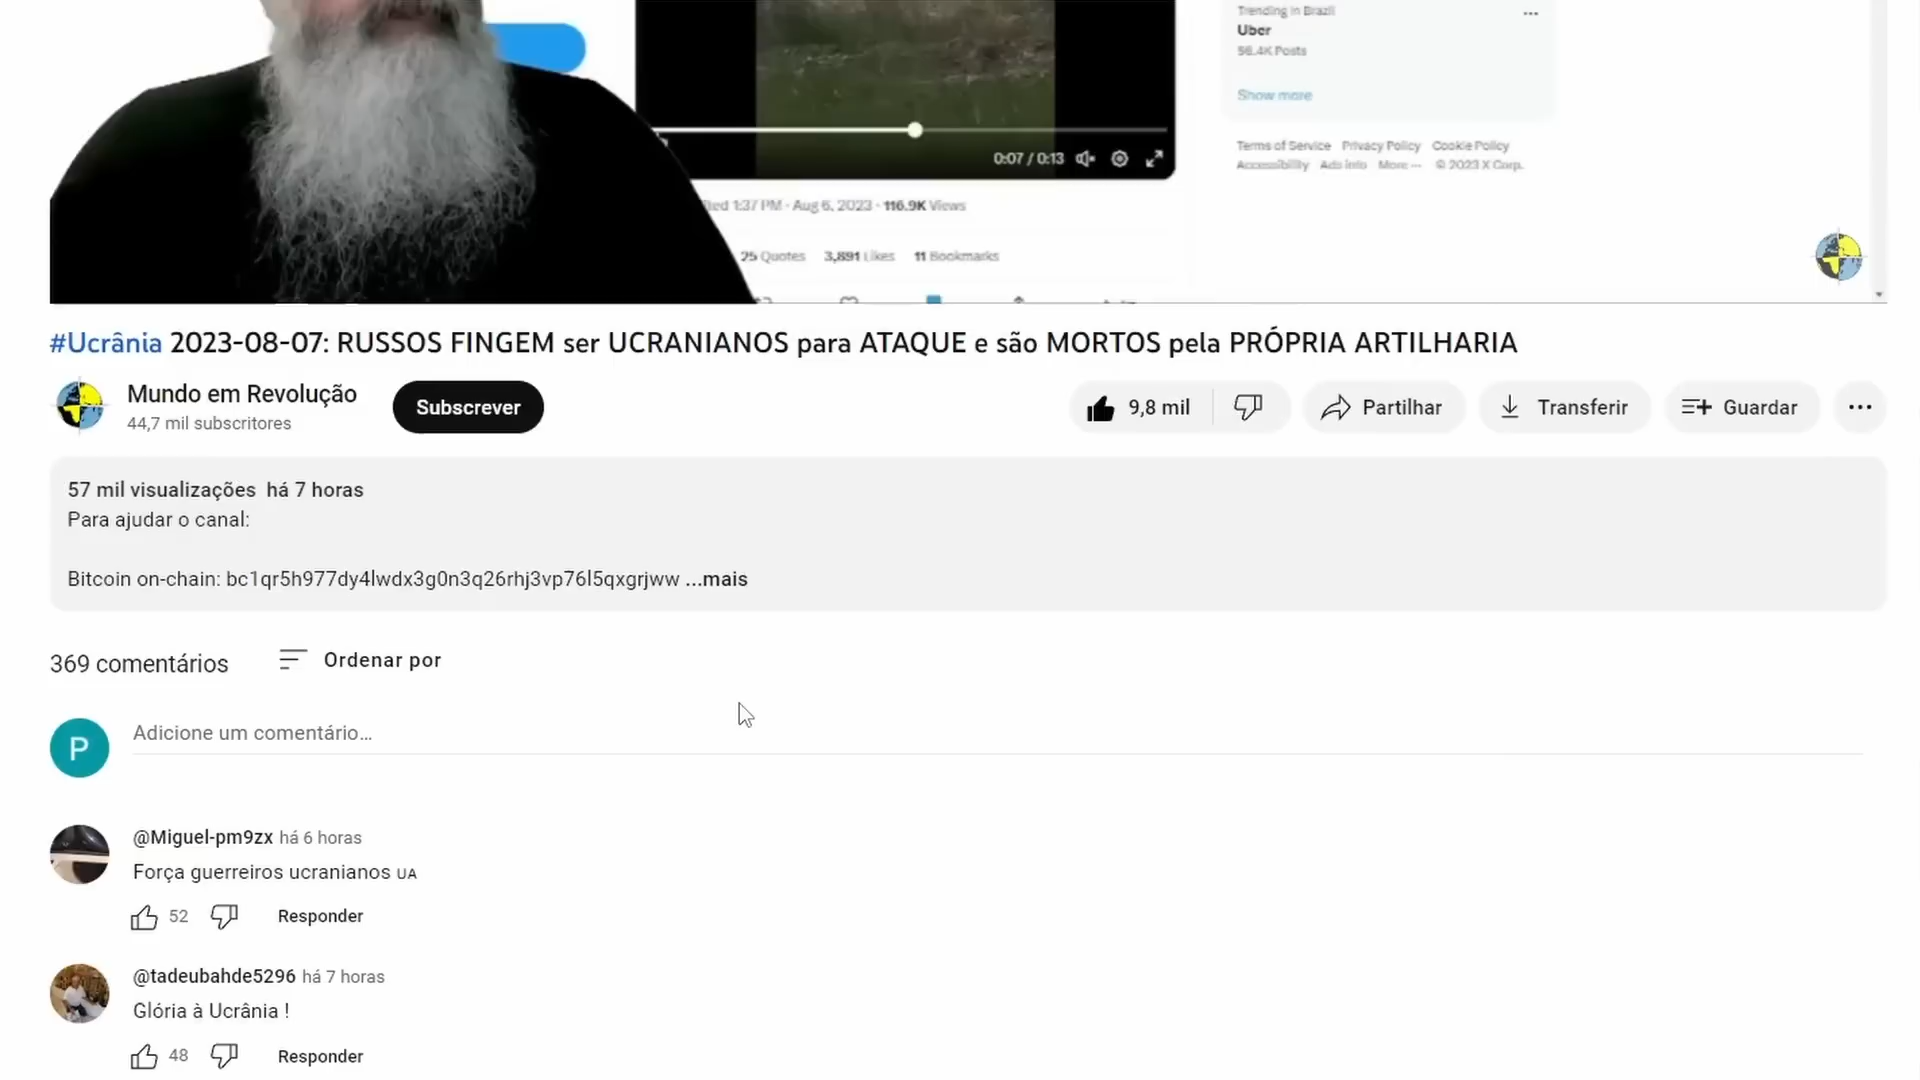 Trending in Brazil
Uber
56.4K Posts
Show more
Terms of Service Privacy Policy Cookie Policy
Accessibility Ads info More ··· © 2023 X Corp.
0:07 / 0:13
1:37 PM · Aug 6, 2023 · 116.9K Views
25 Quotes 3,891 Likes 11 Bookmarks
#Ucrânia 2023-08-07: RUSSOS FINGEM ser UCRANIANOS para ATAQUE e são MORTOS pela PRÓPRIA ARTILHARIA
Mundo em Revolução
44,7 mil subscritores
Subscrever
9,8 mil
Partilhar
Transferir
Guardar
57 mil visualizações há 7 horas
Para ajudar o canal:
Bitcoin on-chain: bc1qr5h977dy4lwdx3g0n3q26rhj3vp76l5qxgrjww ...mais
369 comentários
Ordenar por
P
Adicione um comentário...
@Miguel-pm9zx há 6 horas
Força guerreiros ucranianos UA
52
Responder
@tadeubahde5296 há 7 horas
Glória à Ucrânia !
48
Responder